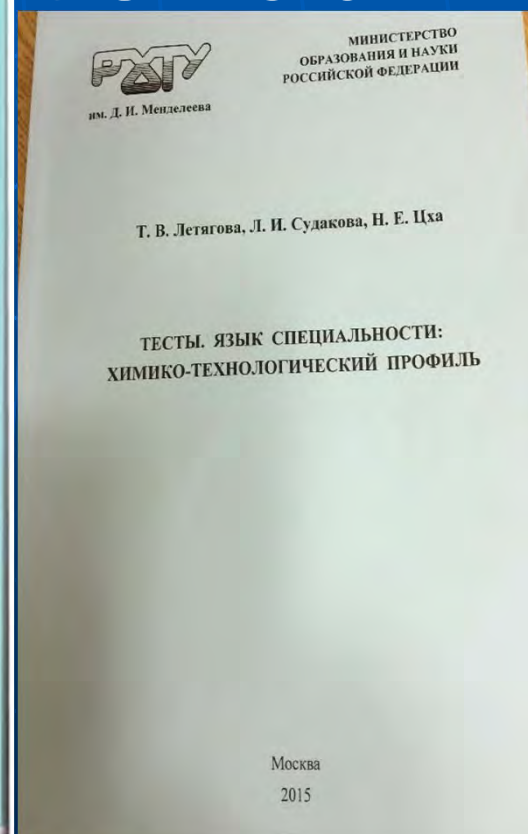 РХТУ
им. Д. И. Менделеева
МИНИСТЕРСТВО
ОБРАЗОВАНИЯ И НАУКИ
РОССИЙСКОЙ ФЕДЕРАЦИИ
Т. В. Летягова, Л. И. Судакова, Н. Е. Цха
ТЕСТЫ. ЯЗЫК СПЕЦИАЛЬНОСТИ:
ХИМИКО-ТЕХНОЛОГИЧЕСКИЙ ПРОФИЛЬ
Москва
2015